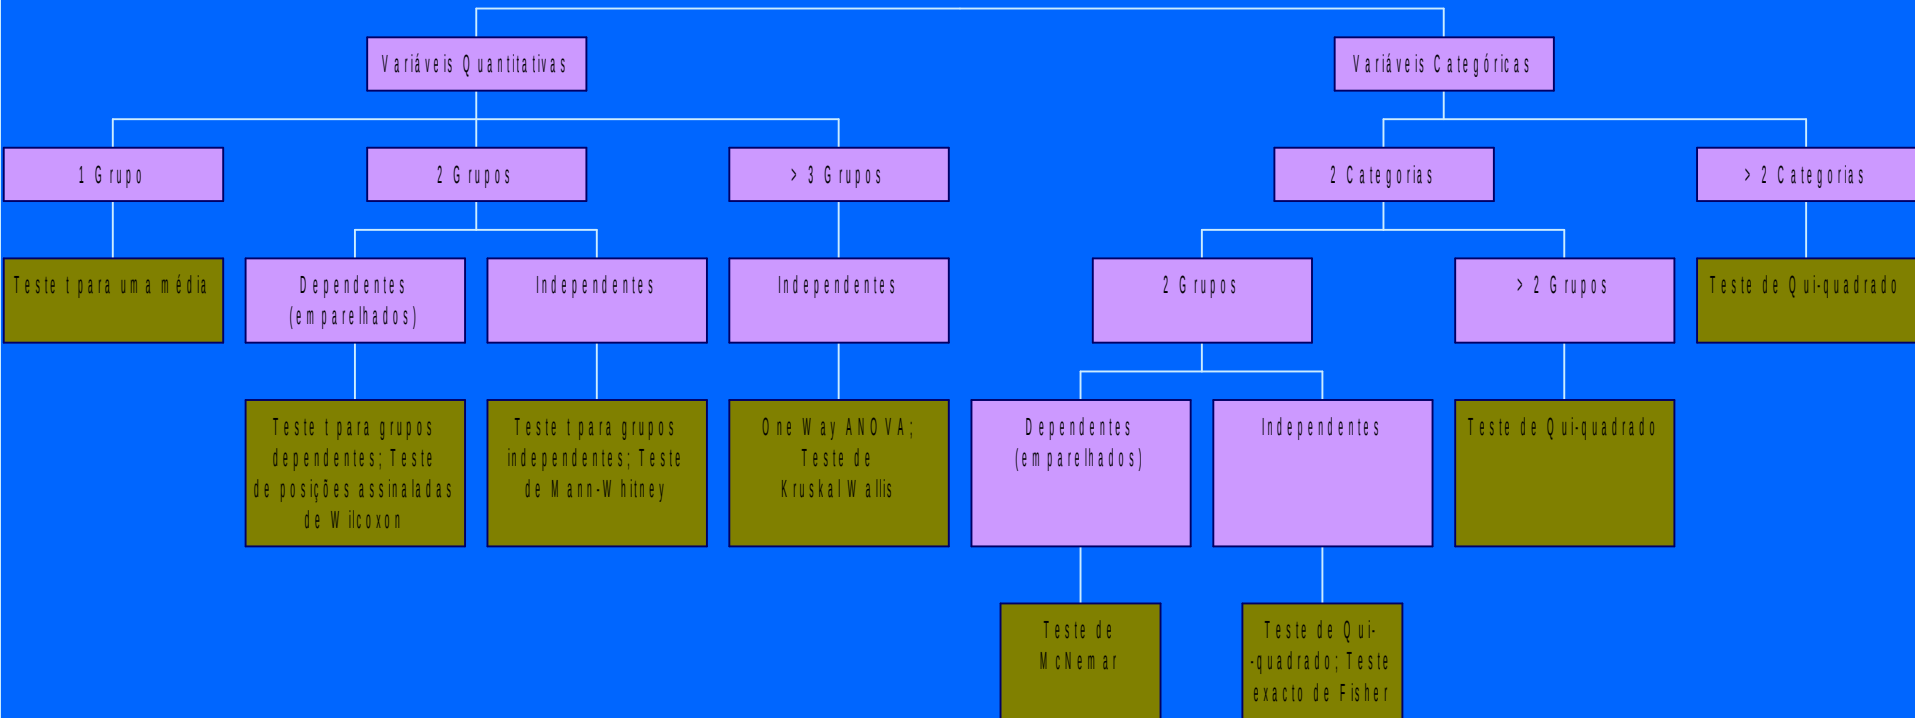 Variáveis Quantitativas
Variáveis Categóricas
1 Grupo
2 Grupos
> 3 Grupos
2 Categorias
> 2 Categorias
Teste t para uma média
Dependentes
(emparelhados)
Independentes
Independentes
2 Grupos
> 2 Grupos
Teste de Qui-quadrado
Teste t para grupos
dependentes; Teste
de posições assinaladas
de Wilcoxon
Teste t para grupos
independentes; Teste
de Mann-Whitney
One Way ANOVA;
Teste de
Kruskal Wallis
Dependentes
(emparelhados)
Independentes
Teste de Qui-quadrado
Teste de
McNemar
Teste de Qui-
-quadrado; Teste
exacto de Fisher